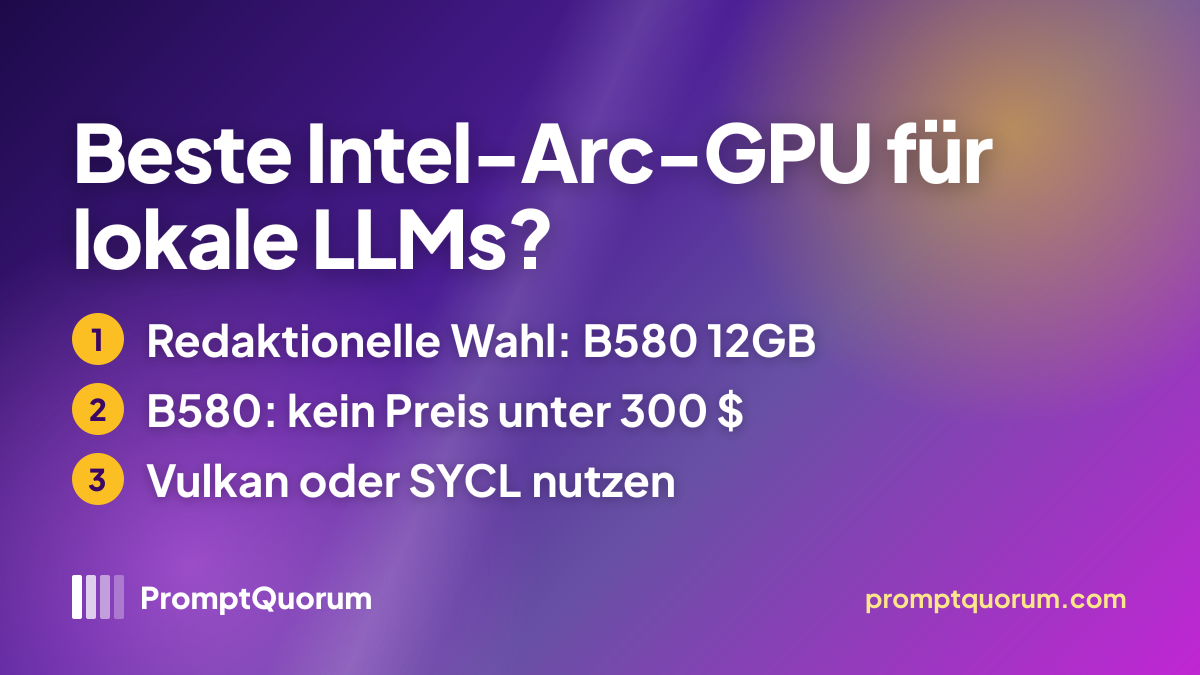 Beste Intel-Arc-GPU für
lokale LLMs?
1 Redaktionelle Wahl: B580 12GB
2 B580: kein Preis unter 300 $
3 Vulkan oder SYCL nutzen
PromptQuorum
promptquorum.com